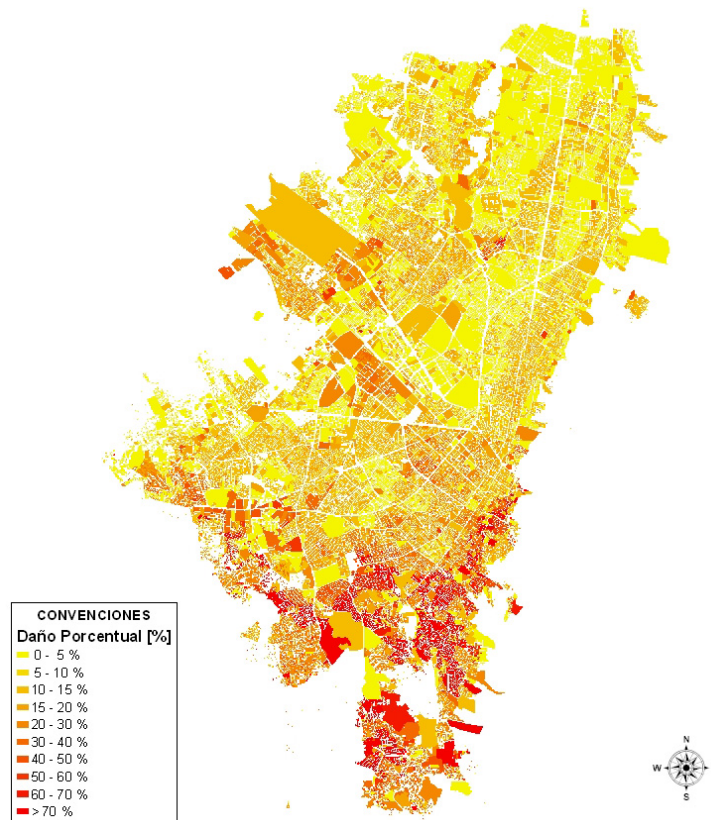 CONVENCIONES
Daño Porcentual [%]
0 - 5 %
5 - 10 %
10 - 15 %
15 - 20 %
20 - 30 %
30 - 40 %
40 - 50 %
50 - 60 %
60 - 70 %
>70 %
N
W
E
S